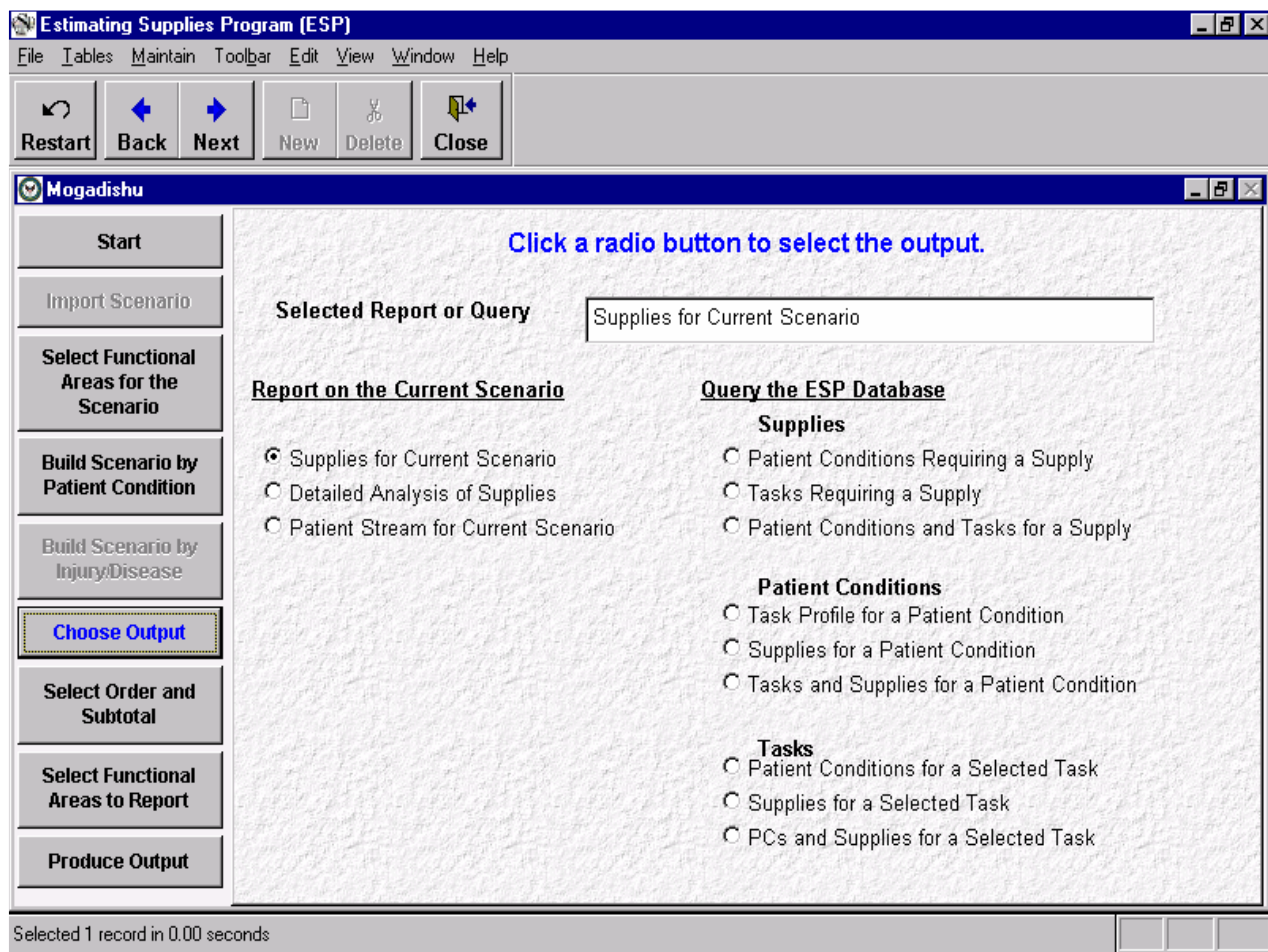 Estimating Supplies Program (ESP)
File Tables Maintain Toolbar Edit View Window Help
Restart Back Next New Delete Close
Mogadishu
Start
Import Scenario
Select Functional
Areas for the
Scenario
Build Scenario by
Patient Condition
Build Scenario by
Injury/Disease
Choose Output
Select Order and
Subtotal
Select Functional
Areas to Report
Produce Output
Click a radio button to select the output.
Selected Report or Query Supplies for Current Scenario
Report on the Current Scenario
Supplies for Current Scenario
Detailed Analysis of Supplies
Patient Stream for Current Scenario
Query the ESP Database
Supplies
Patient Conditions Requiring a Supply
Tasks Requiring a Supply
Patient Conditions and Tasks for a Supply
Patient Conditions
Task Profile for a Patient Condition
Supplies for a Patient Condition
Tasks and Supplies for a Patient Condition
Tasks
Patient Conditions for a Selected Task
Supplies for a Selected Task
PCs and Supplies for a Selected Task
Selected 1 record in 0.00 seconds